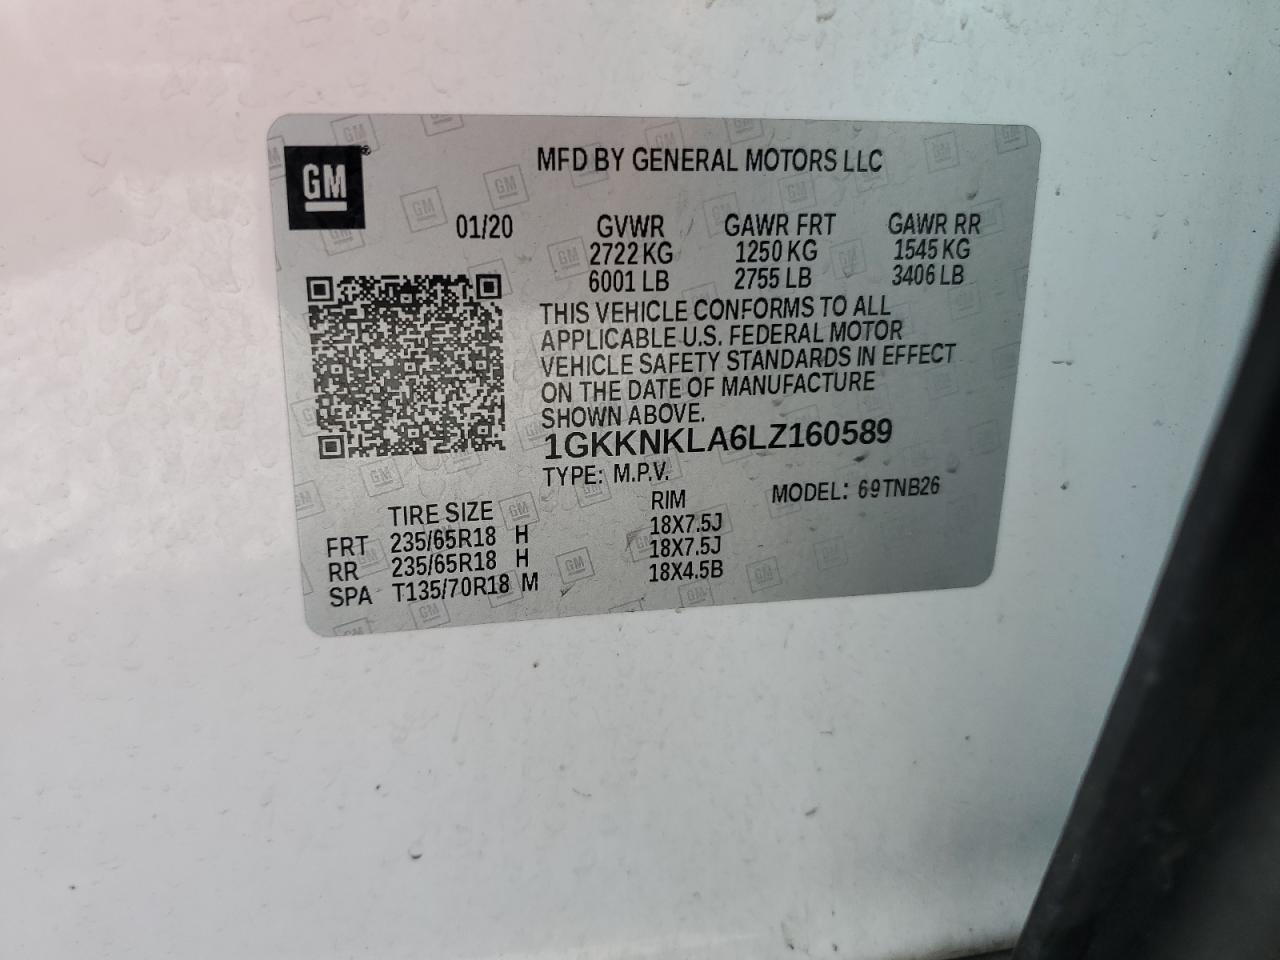 GM®
MFD BY GENERAL MOTORS LLC
01/20 GVWR GAWR FRT GAWR RR
2722 KG 1250 KG 1545 KG
6001 LB 2755 LB 3406 LB
THIS VEHICLE CONFORMS TO ALL
APPLICABLE U.S. FEDERAL MOTOR
VEHICLE SAFETY STANDARDS IN EFFECT
ON THE DATE OF MANUFACTURE
SHOWN ABOVE.
1GKKNKLA6LZ160589
TYPE: M.P.V.
MODEL: 69TNB26
TIRE SIZE RIM
FRT 235/65R18 H 18X7.5J
RR 235/65R18 H 18X7.5J
SPA T135/70R18 M 18X4.5B